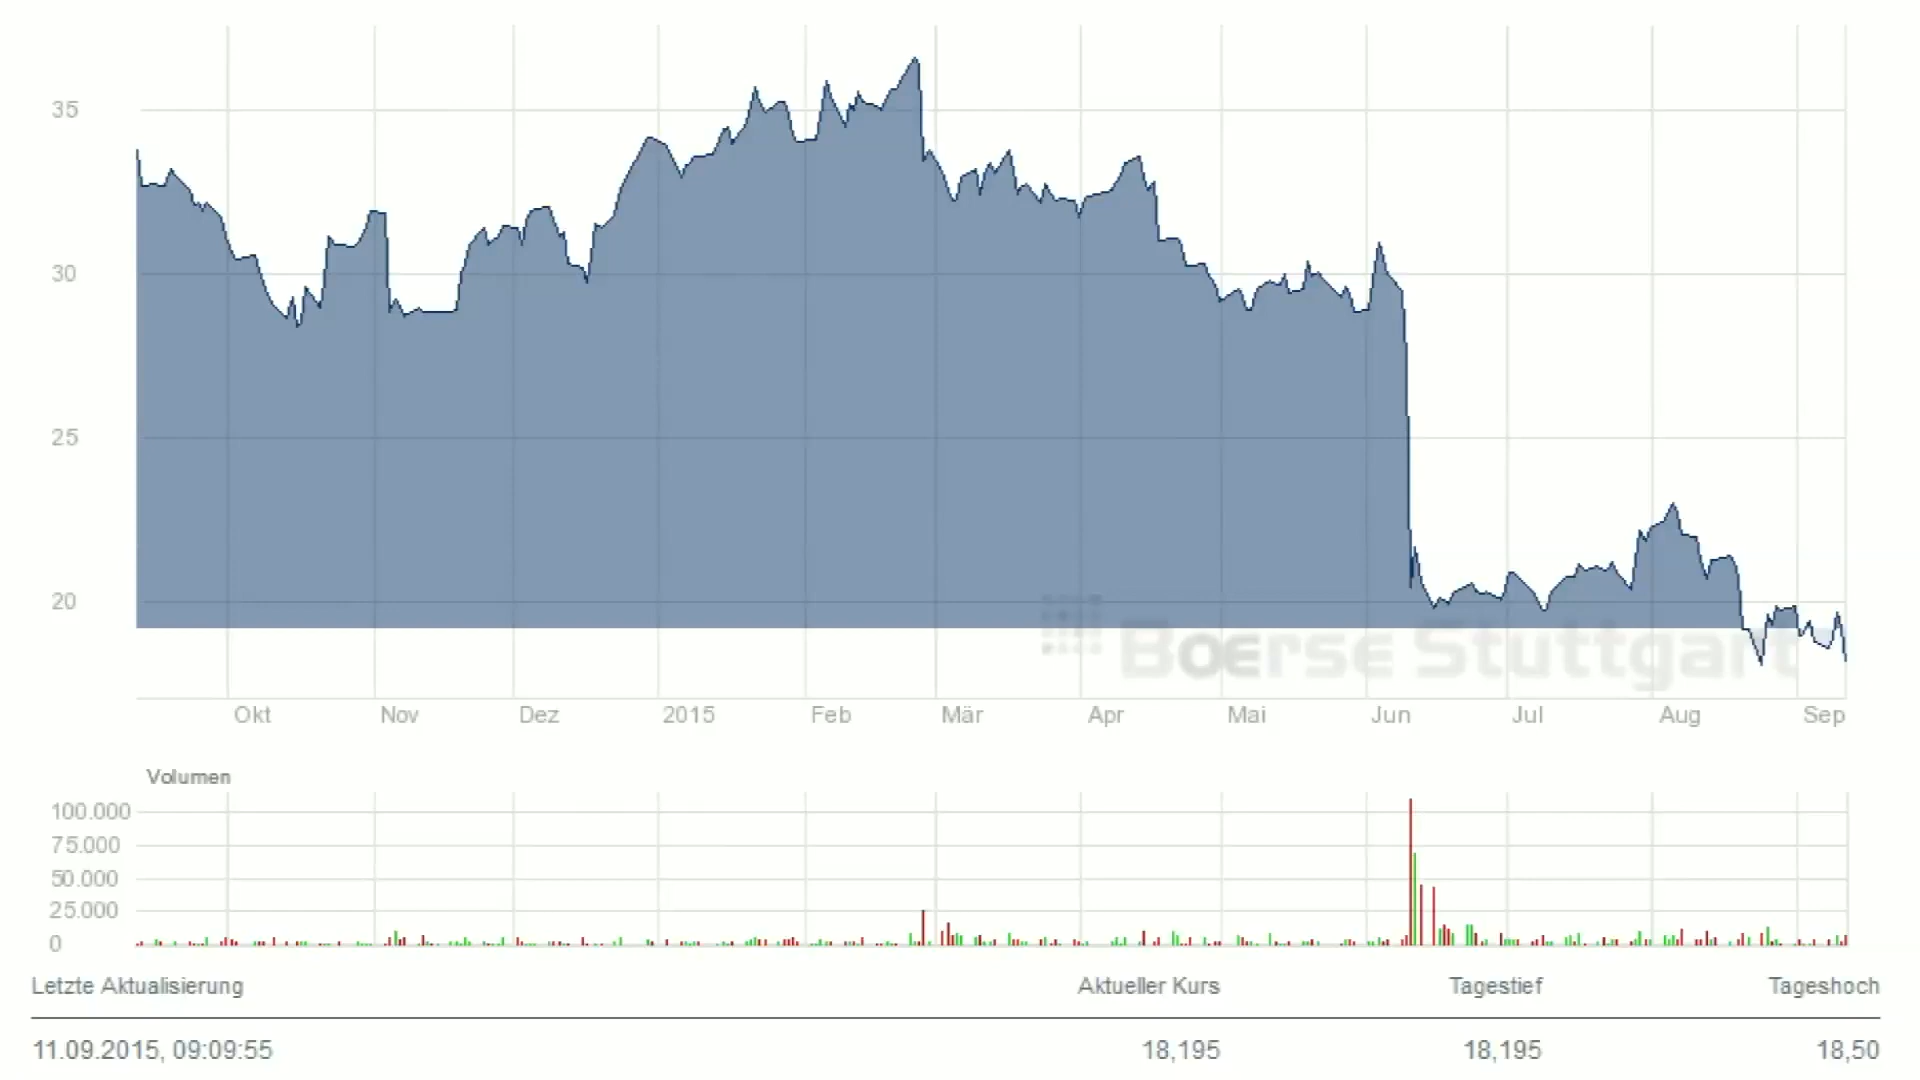 35
30
25
20
Boerse Stuttgart
Okt Nov Dez 2015 Feb Mär Apr Mai Jun Jul Aug Sep
Volumen
100.000
75.000
50.000
25.000
0
Letzte Aktualisierung Aktueller Kurs Tagestief Tageshoch
11.09.2015, 09:09:55 18,195 18,195 18,50